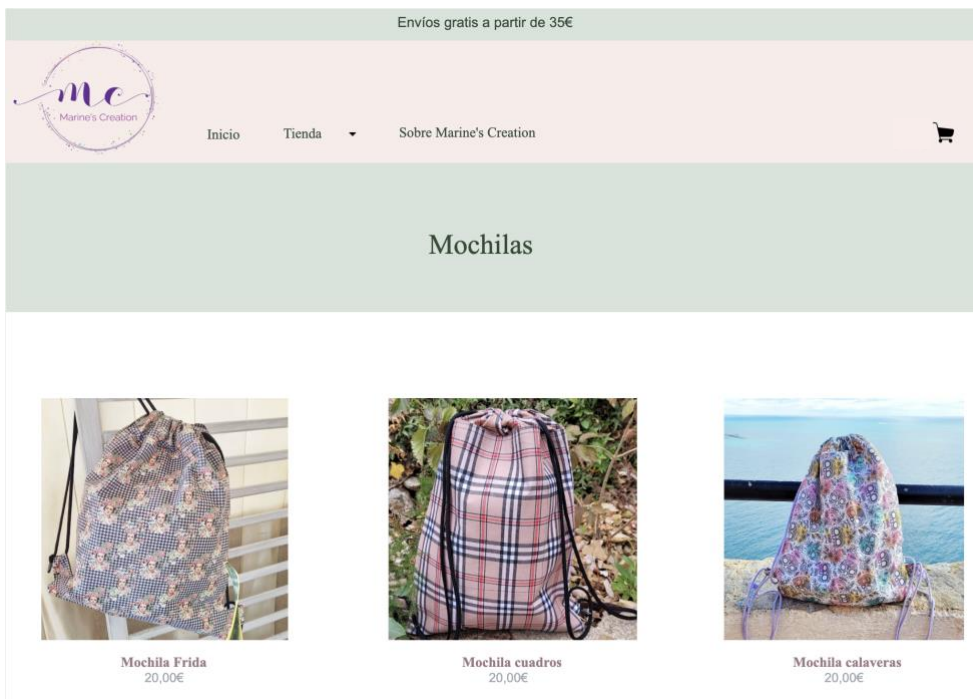 Envíos gratis a partir de 35€
mc
Marine's Creation
Inicio Tienda Sobre Marine's Creation
Mochilas
Mochila Frida Mochila cuadros Mochila calaveras
20,00€ 20,00€ 20,00€